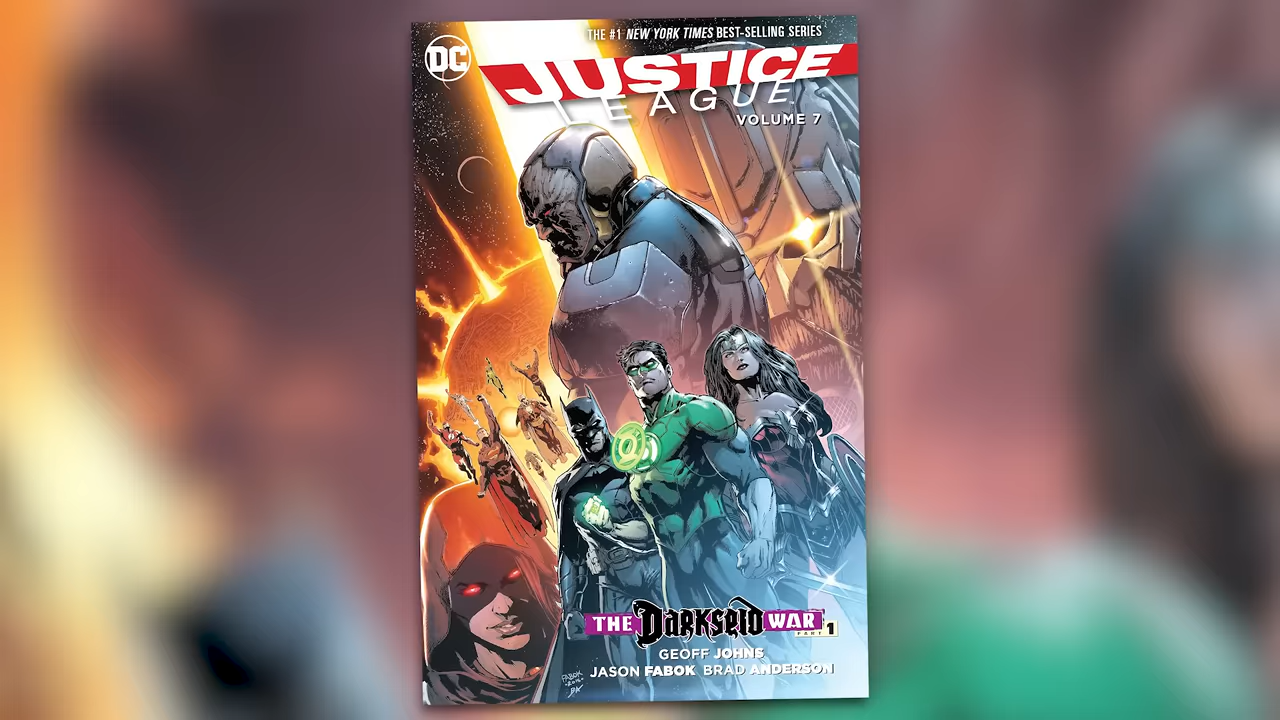 DC
THE #1 NEW YORK TIMES BEST-SELLING SERIES
JUSTICE
LEAGUE
VOLUME 7
THE DARKSEID WAR
PART 1
GEOFF JOHNS
JASON FABOK BRAD ANDERSON
FABOK